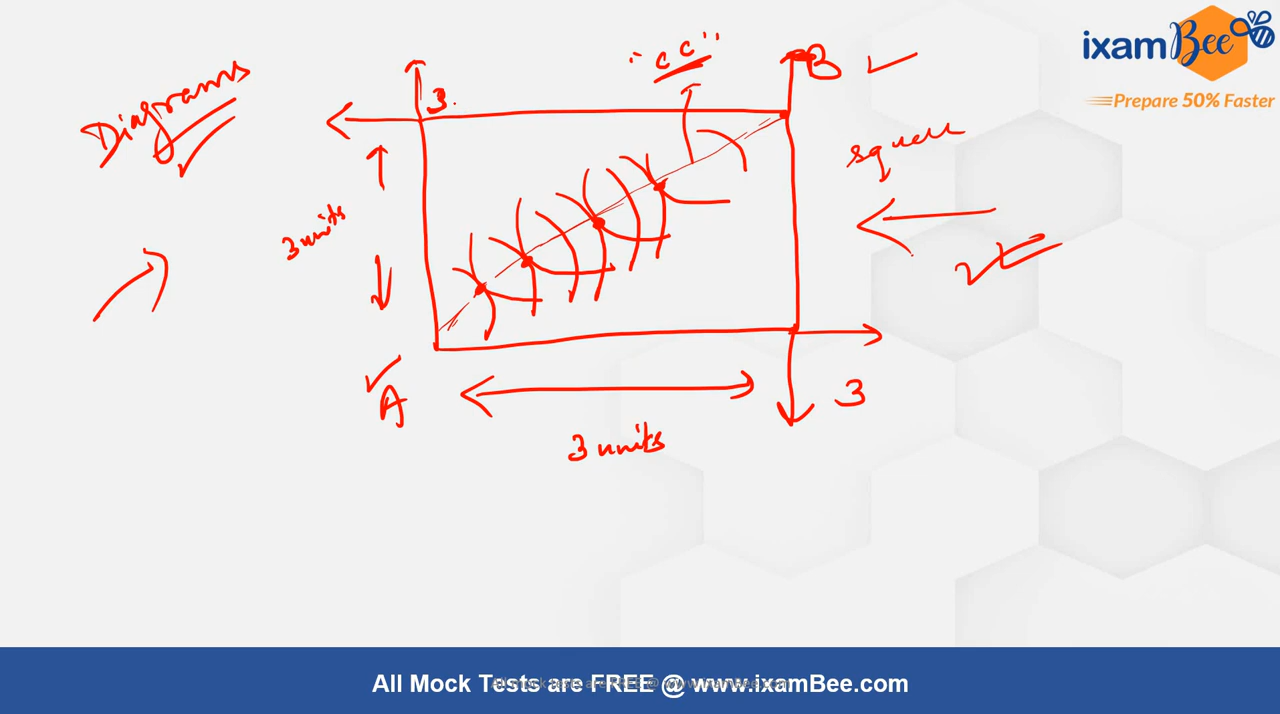 ixamBee
Prepare 50% Faster
Diagrams
"CC"
B
3.
3 units
square
A
3 units
3
All Mock Tests are FREE @ www.ixamBee.com